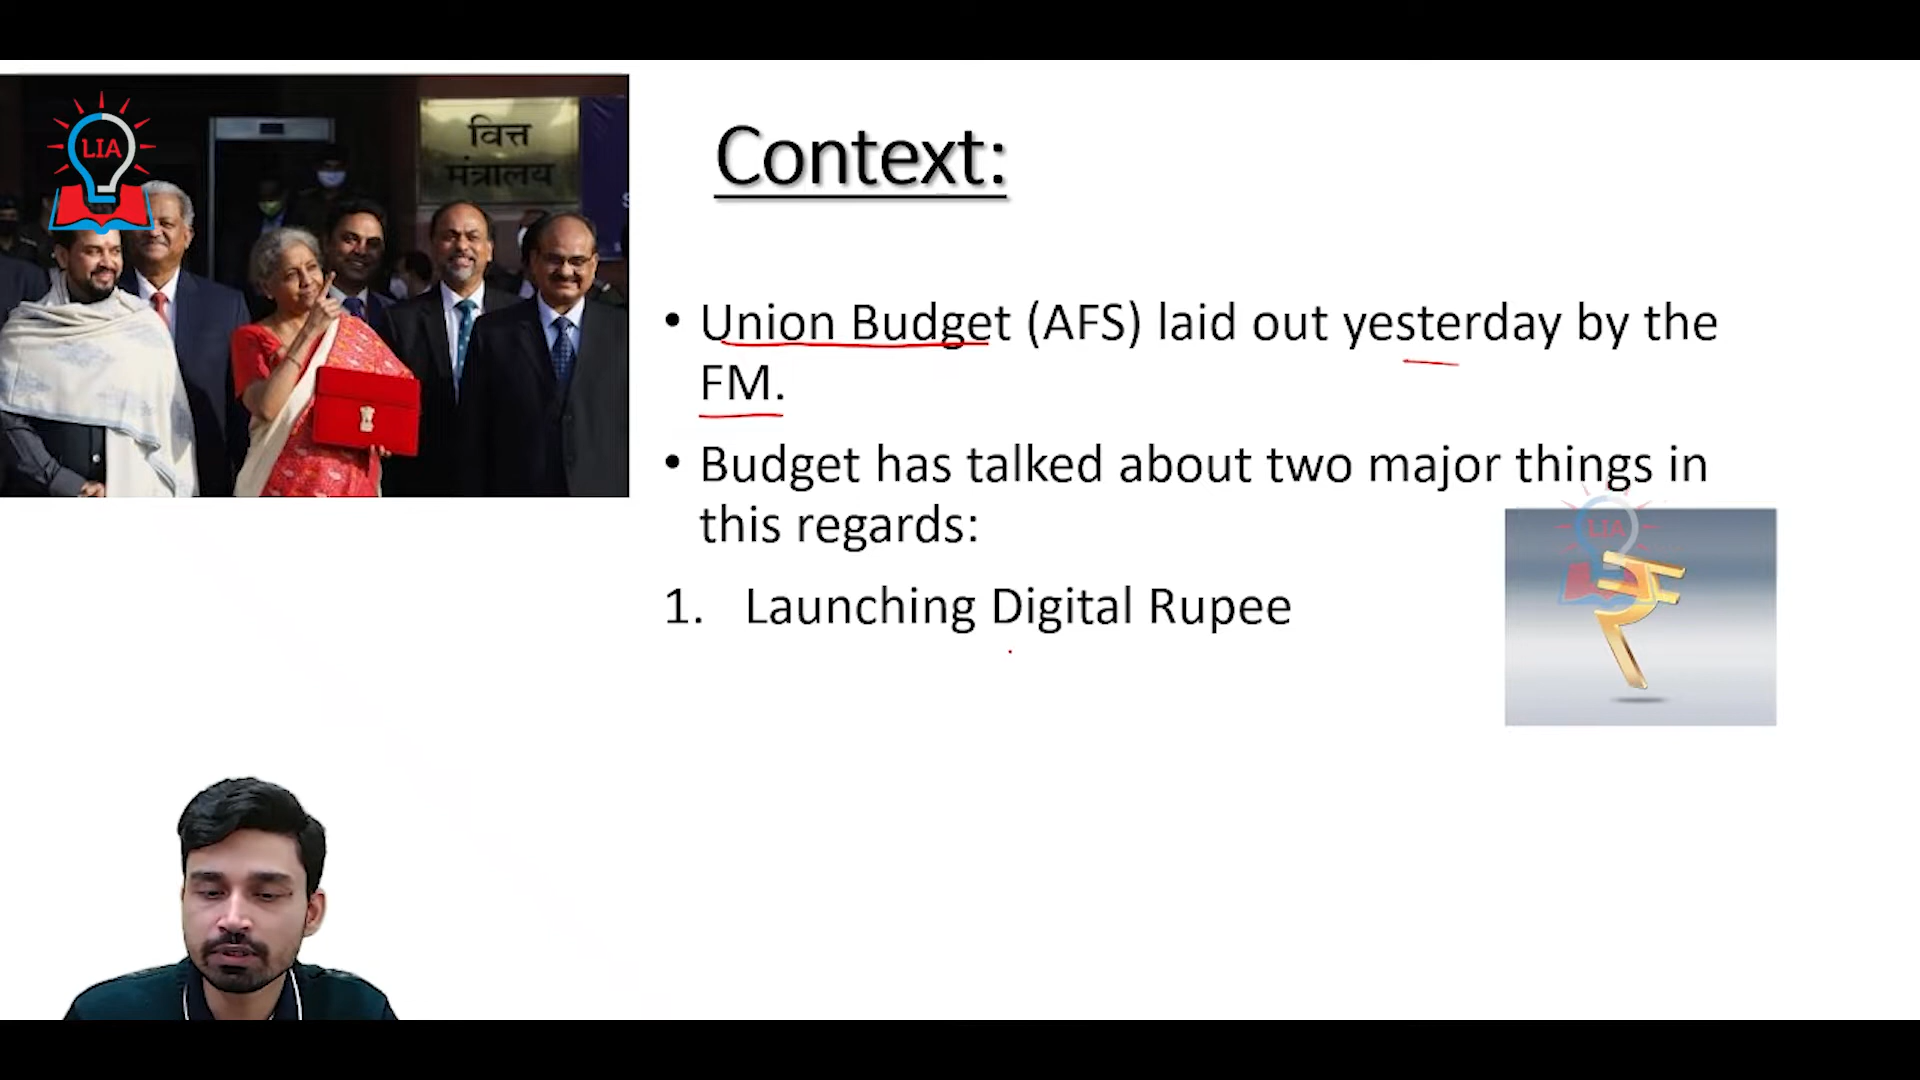 LIA
वित्त
मंत्रालय
Context:
• Union Budget (AFS) laid out yesterday by the
FM.
• Budget has talked about two major things in
this regards:
LIA
1. Launching Digital Rupee
₹